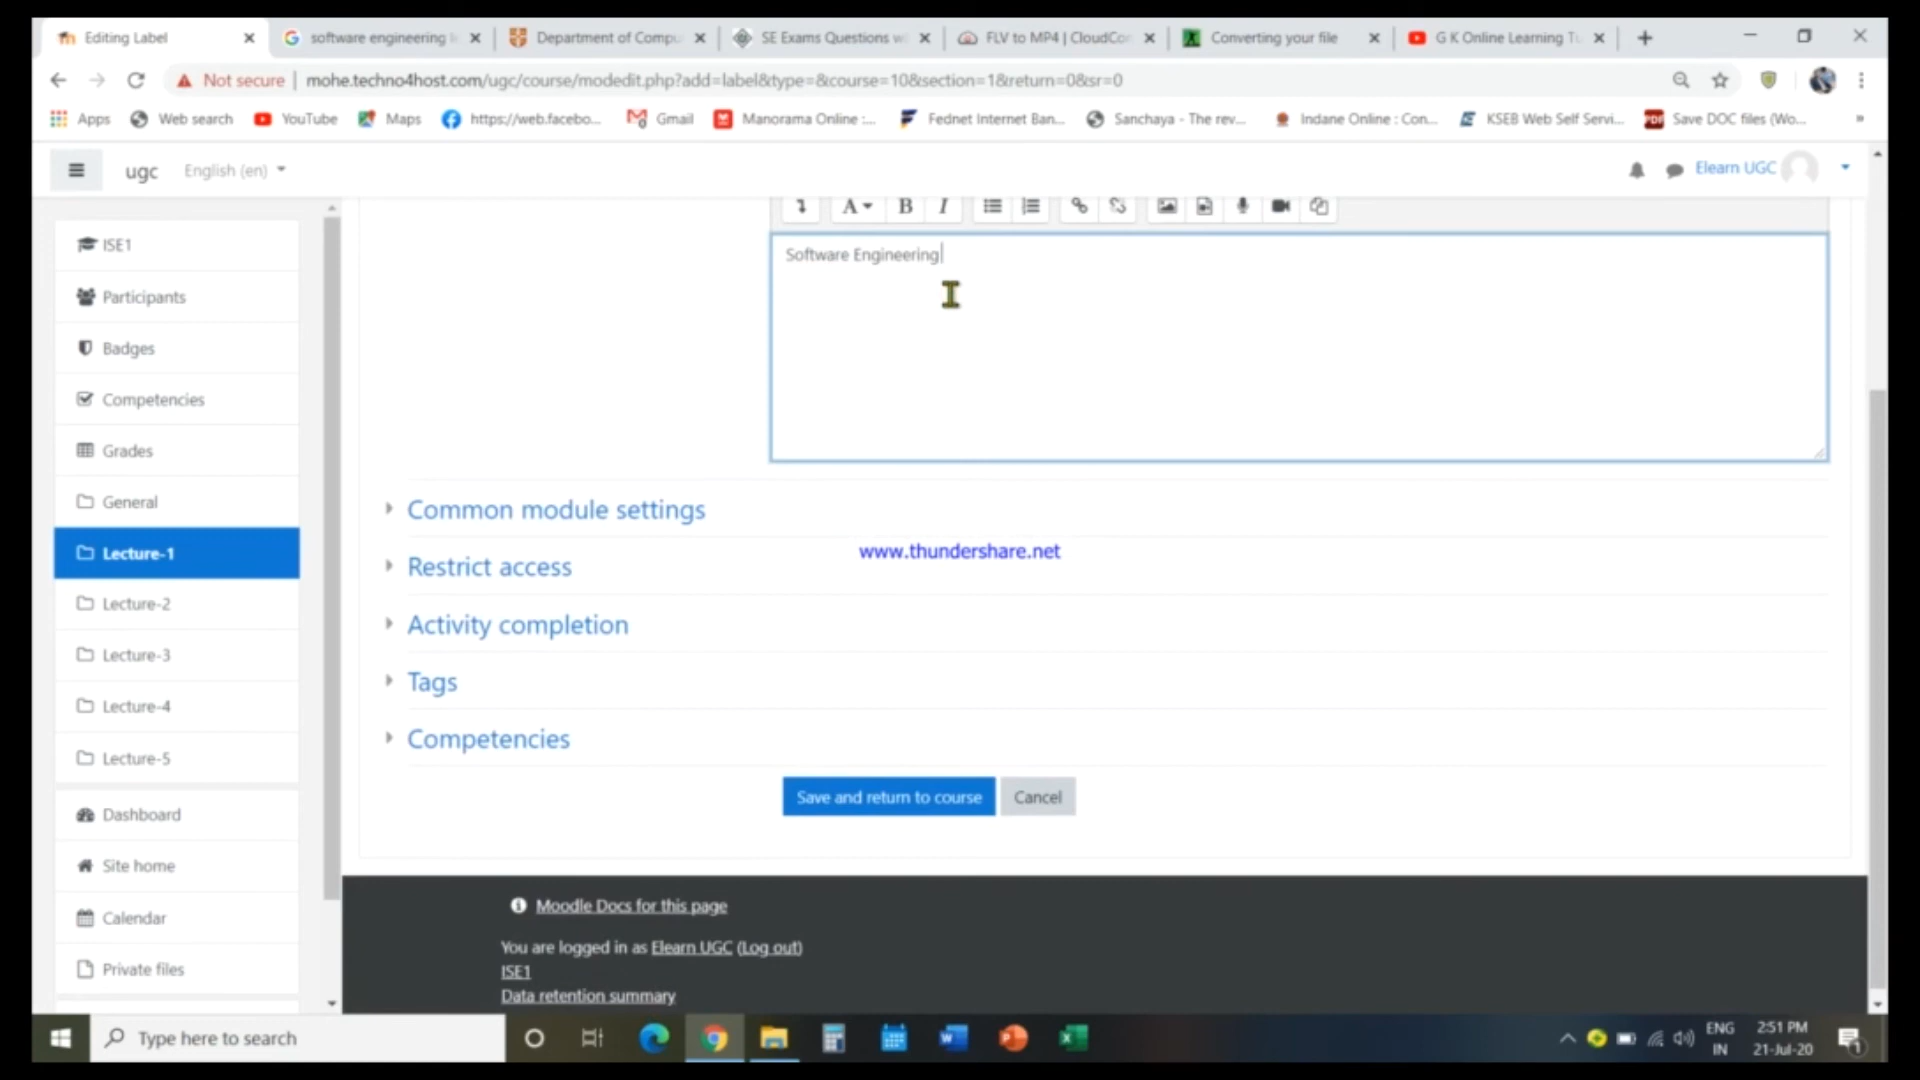 Editing Label
software engineering
Department of Compu
SE Exams Questions w
FLV to MP4 | CloudCon
Converting your file
G K Online Learning Tu
Not secure | mohe.techno4host.com/ugc/course/modedit.php?add=label&type=&course=10&section=1&return=0&sr=0
Apps
Web search
YouTube
Maps
https://web.facebo...
Gmail
Manorama Online :...
Fednet Internet Ban...
Sanchaya - The rev...
Indane Online : Con...
KSEB Web Self Servi...
Save DOC files (Wo...
ugc
English (en)
Elearn UGC
ISE1
Participants
Badges
Competencies
Grades
General
Lecture-1
Lecture-2
Lecture-3
Lecture-4
Lecture-5
Dashboard
Site home
Calendar
Private files
A B I
Software Engineering
Common module settings
www.thundershare.net
Restrict access
Activity completion
Tags
Competencies
Save and return to course
Cancel
Moodle Docs for this page
You are logged in as Elearn UGC (Log out)
ISE1
Data retention summary
Type here to search
ENG
IN
2:51 PM
21-Jul-20